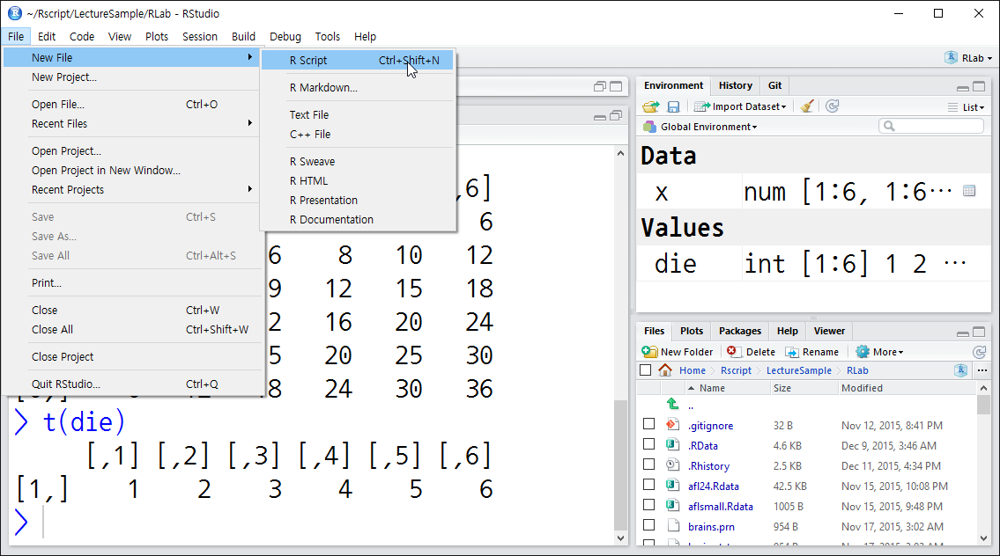 ~/Rscript/LectureSample/RLab - RStudio
File Edit Code View Plots Session Build Debug Tools Help
New File
New Project...
Open File... Ctrl+O
Recent Files
Open Project...
Open Project in New Window...
Recent Projects
Save Ctrl+S
Save As...
Save All Ctrl+Alt+S
Print...
Close Ctrl+W
Close All Ctrl+Shift+W
Close Project
Quit RStudio... Ctrl+Q
R Script Ctrl+Shift+N
R Markdown...
Text File
C++ File
R Sweave
R HTML
R Presentation
R Documentation
,6]
6
6 8 10 12
9 12 15 18
2 16 20 24
5 20 25 30
24 30 36
> t(die)
[,1] [,2] [,3] [,4] [,5] [,6]
[1,] 1 2 3 4 5 6
>
RLab
Environment History Git
Import Dataset List
Global Environment
Data
x num [1:6, 1:6...
Values
die int [1:6] 1 2 ...
Files Plots Packages Help Viewer
New Folder Delete Rename More
Home Rscript LectureSample RLab ...
Name Size Modified
..
.gitignore 32 B Nov 12, 2015, 8:41 PM
.RData 4.6 KB Dec 9, 2015, 3:46 AM
.Rhistory 2.5 KB Dec 11, 2015, 4:34 PM
afl24.Rdata 42.5 KB Nov 15, 2015, 10:08 PM
aflsmall.Rdata 1005 B Nov 15, 2015, 9:48 PM
brains.prn 954 B Nov 17, 2015, 3:02 AM